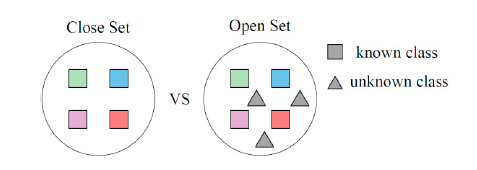 Close Set
Open Set
known class
VS
unknown class